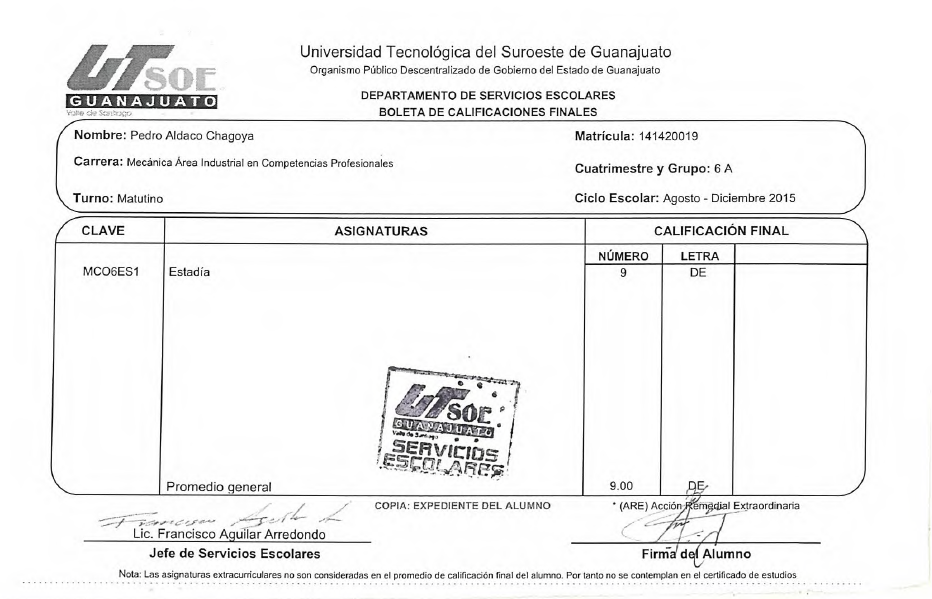 UTSOE
GUANAJUATO
Valle de Santiago
Universidad Tecnológica del Suroeste de Guanajuato
Organismo Público Descentralizado de Gobierno del Estado de Guanajuato
DEPARTAMENTO DE SERVICIOS ESCOLARES
BOLETA DE CALIFICACIONES FINALES
Nombre: Pedro Aldaco Chagoya
Matrícula: 141420019
Carrera: Mecánica Área Industrial en Competencias Profesionales
Cuatrimestre y Grupo: 6 A
Turno: Matutino
Ciclo Escolar: Agosto - Diciembre 2015
CLAVE ASIGNATURAS CALIFICACIÓN FINAL
NÚMERO LETRA
MCO6ES1 Estadía 9 DE
UTSOE
GUANAJUATO
Valle de Santiago
SERVICIOS
ESCOLARES
Promedio general 9.00 DE
COPIA: EXPEDIENTE DEL ALUMNO
* (ARE) Acción Remedial Extraordinaria
Francisco Aguilar A
Lic. Francisco Aguilar Arredondo
Jefe de Servicios Escolares
Firma del Alumno
Nota: Las asignaturas extracurriculares no son consideradas en el promedio de calificación final del alumno. Por tanto no se contemplan en el certificado de estudios